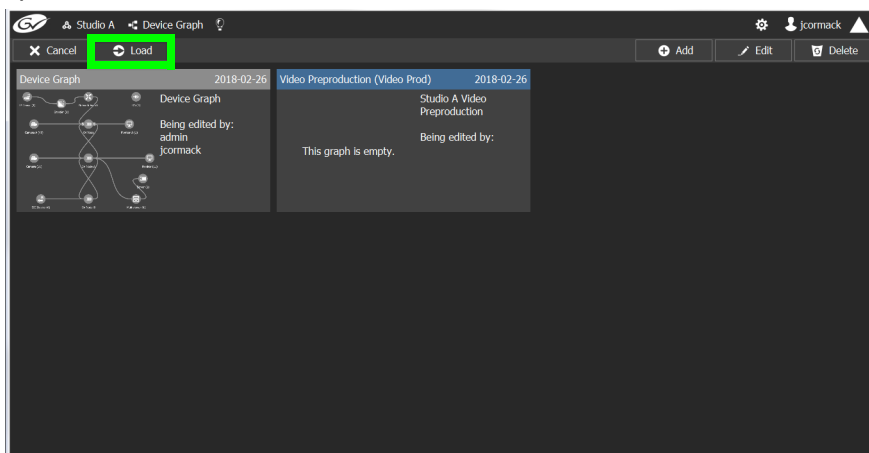 GV Studio A Device Graph jcormack
Cancel Load Add Edit Delete
Device Graph 2018-02-26
Device Graph
Being edited by:
admin
jcormack
Video Preproduction (Video Prod) 2018-02-26
Studio A Video
Preproduction
Being edited by:
This graph is empty.